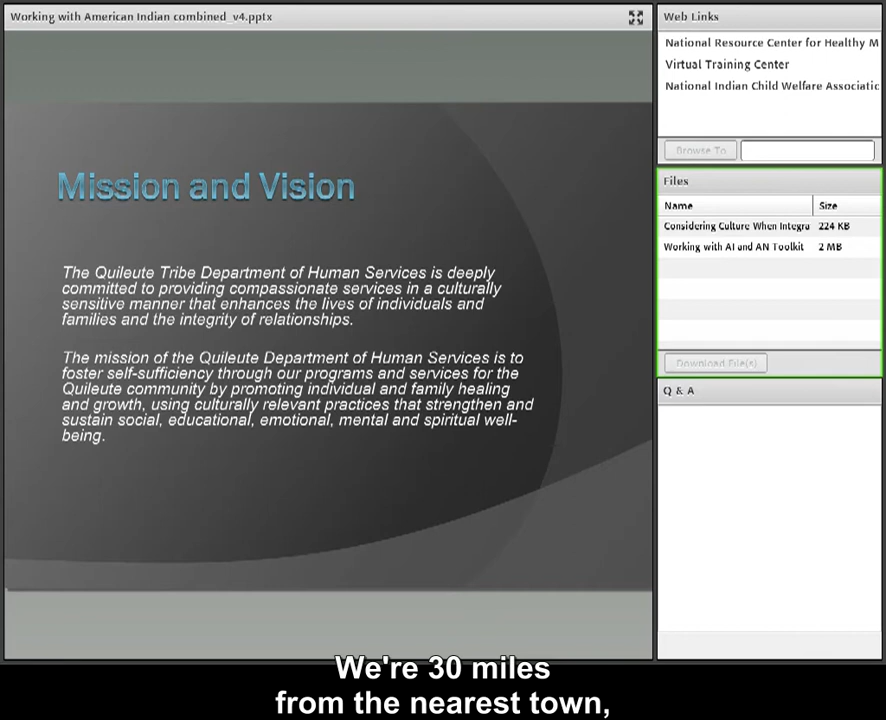 Working with American Indian combined_v4.pptx
Mission and Vision
The Quileute Tribe Department of Human Services is deeply
committed to providing compassionate services in a culturally
sensitive manner that enhances the lives of individuals and
families and the integrity of relationships.
The mission of the Quileute Department of Human Services is to
foster self-sufficiency through our programs and services for the
Quileute community by promoting individual and family healing
and growth, using culturally relevant practices that strengthen and
sustain social, educational, emotional, mental and spiritual well-
being.
Web Links
National Resource Center for Healthy M
Virtual Training Center
National Indian Child Welfare Associatic
Browse To
Files
Name Size
Considering Culture When Integra 224 KB
Working with AI and AN Toolkit 2 MB
Download File(s)
Q & A
We're 30 miles
from the nearest town,